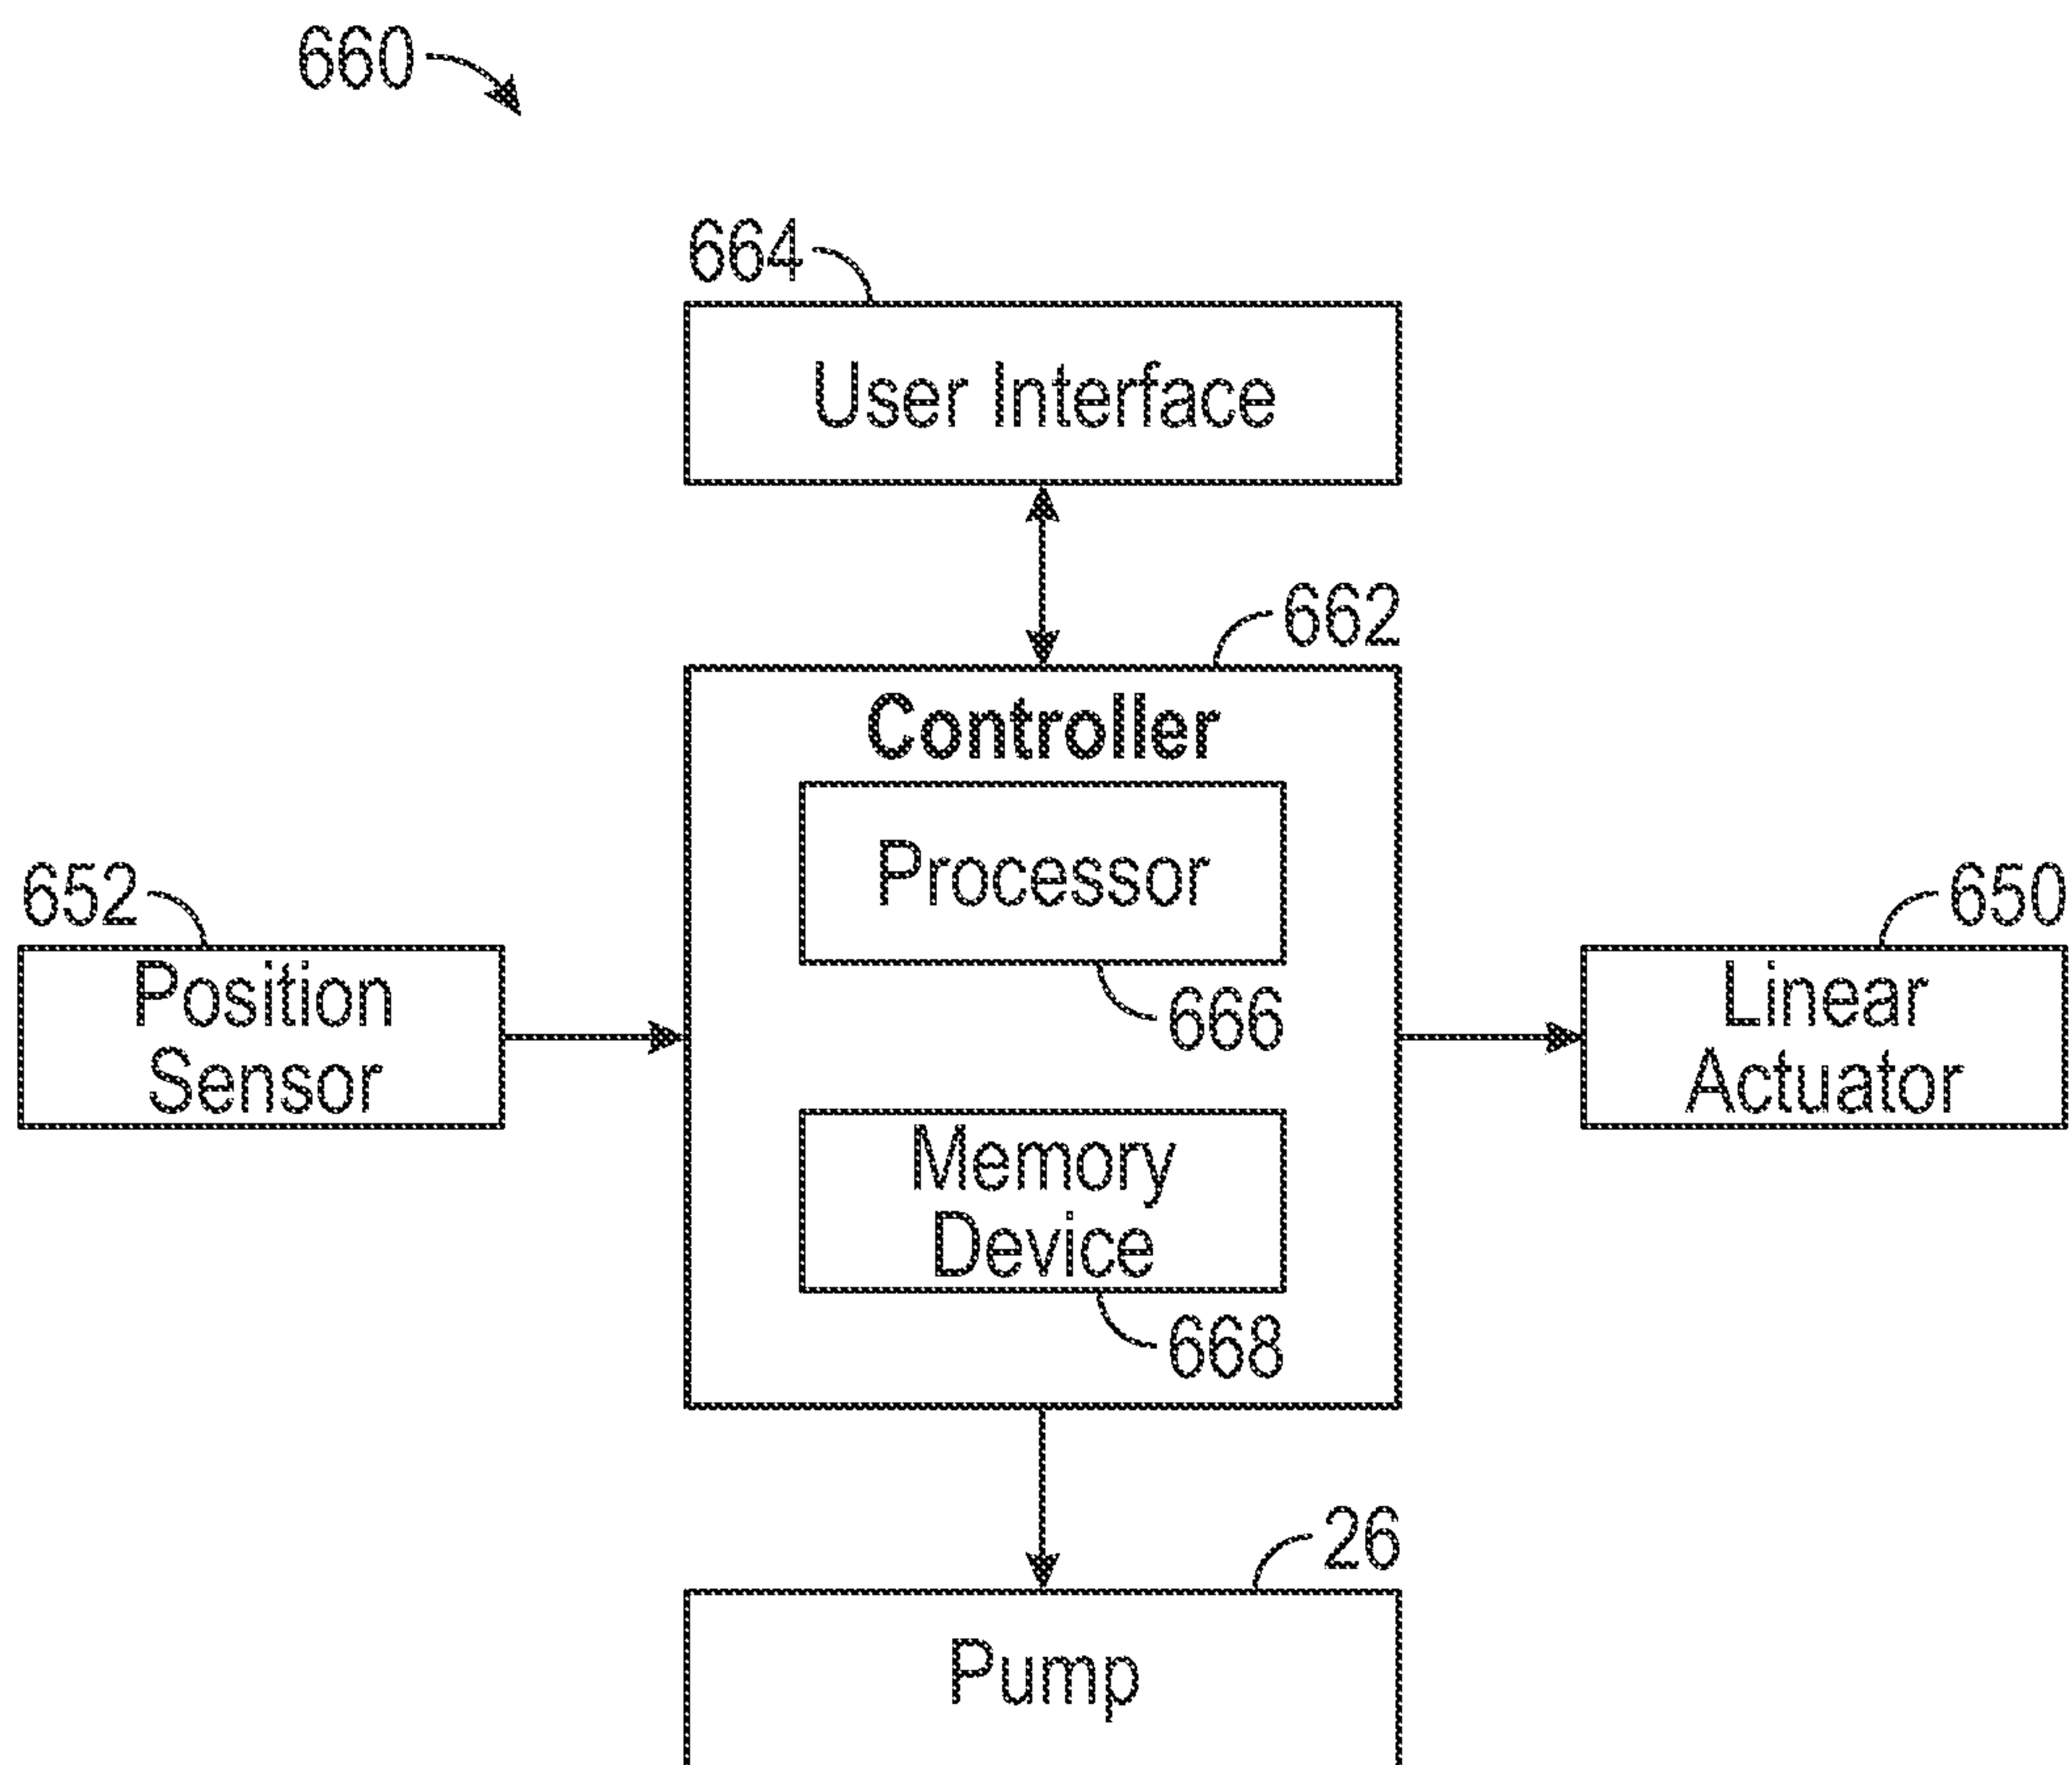 660
664
User Interface
662
Controller
Processor
652
650
Position
Sensor
666
Linear
Actuator
Memory
Device
668
26
Pump